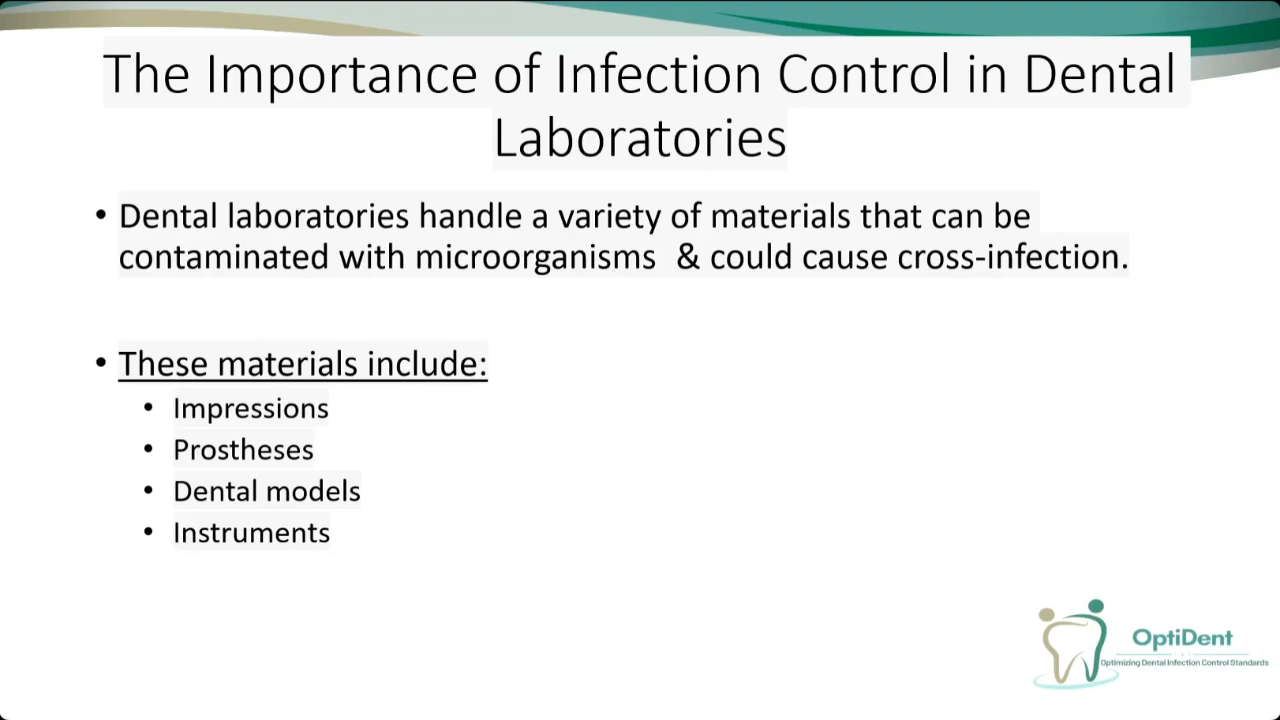 The Importance of Infection Control in Dental
Laboratories
• Dental laboratories handle a variety of materials that can be
contaminated with microorganisms  & could cause cross-infection.
• These materials include:
• Impressions
• Prostheses
• Dental models
• Instruments
OptiDent
Optimizing Dental Infection Control Standards